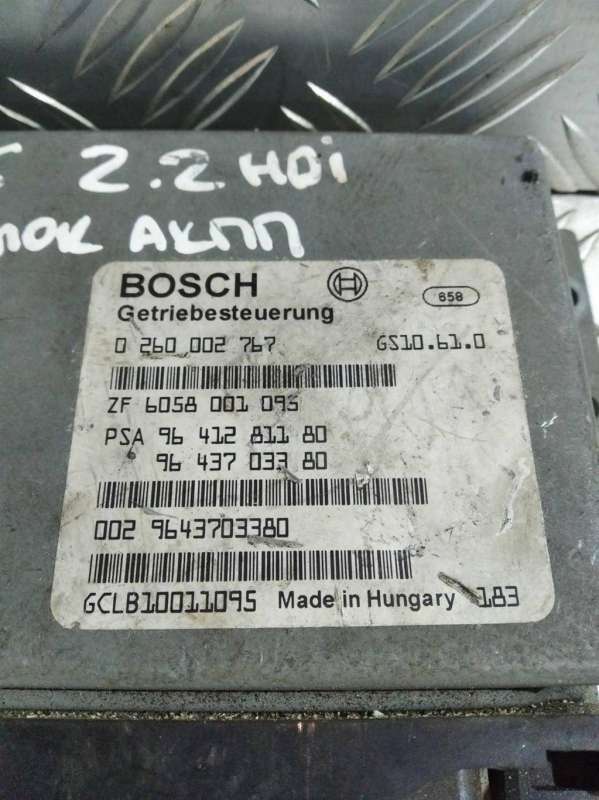 2.2 HDi
АКПП
BOSCH
658
Getriebesteuerung
0 260 002 767 GS10.61.0
ZF 6058 001 095
PSA 96 412 811 80
96 437 033 80
002 9643703380
GCLB10011095 Made in Hungary 183